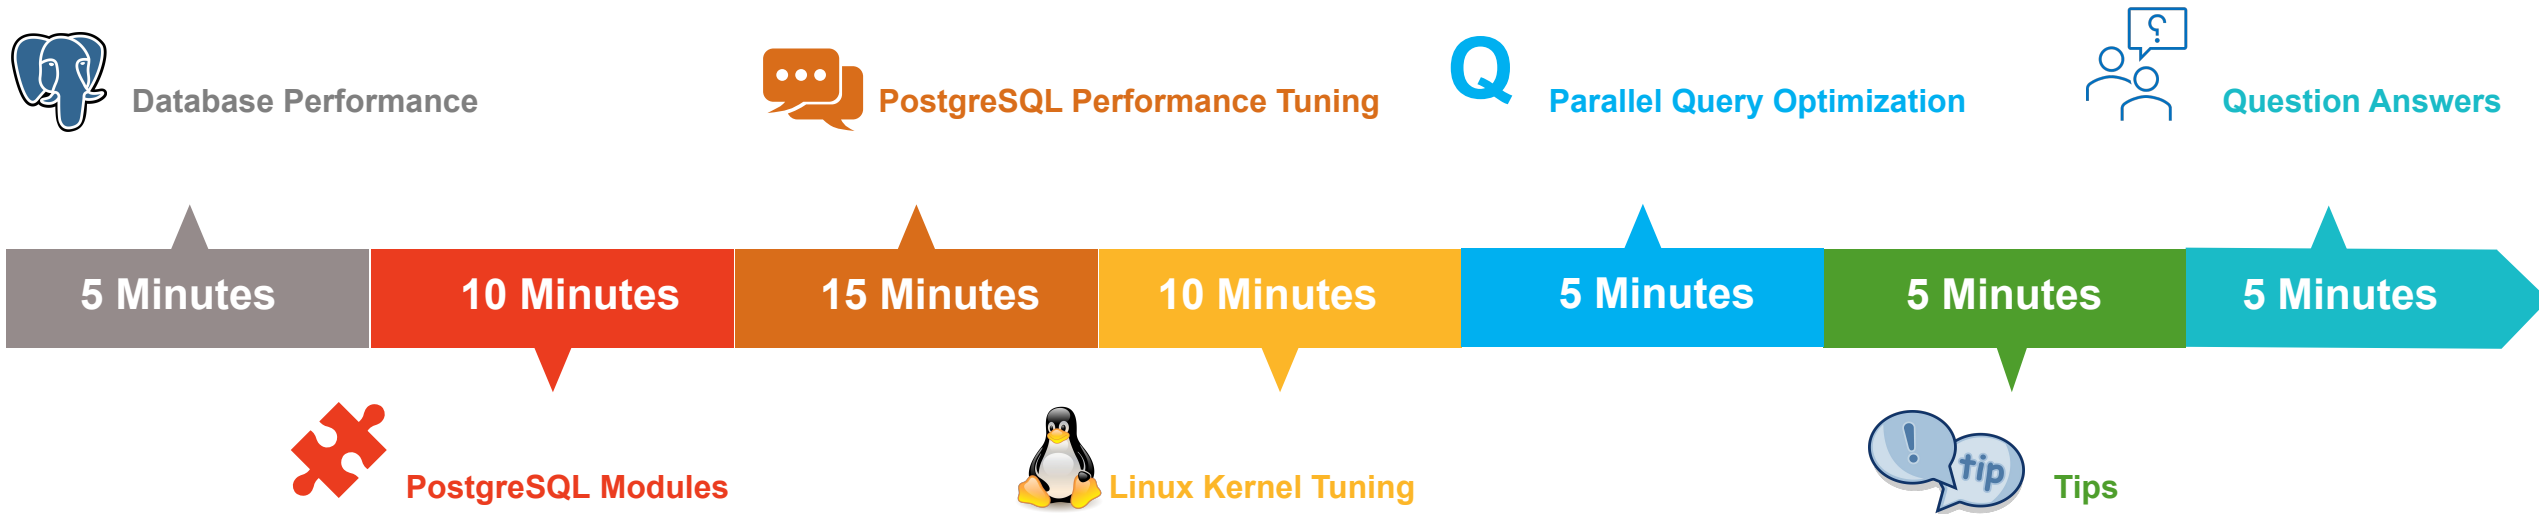 Database Performance
PostgreSQL Performance Tuning
Q
Parallel Query Optimization
?
Question Answers
5 Minutes
10 Minutes
15 Minutes
10 Minutes
5 Minutes
5 Minutes
5 Minutes
PostgreSQL Modules
Linux Kernel Tuning
!
tip
Tips